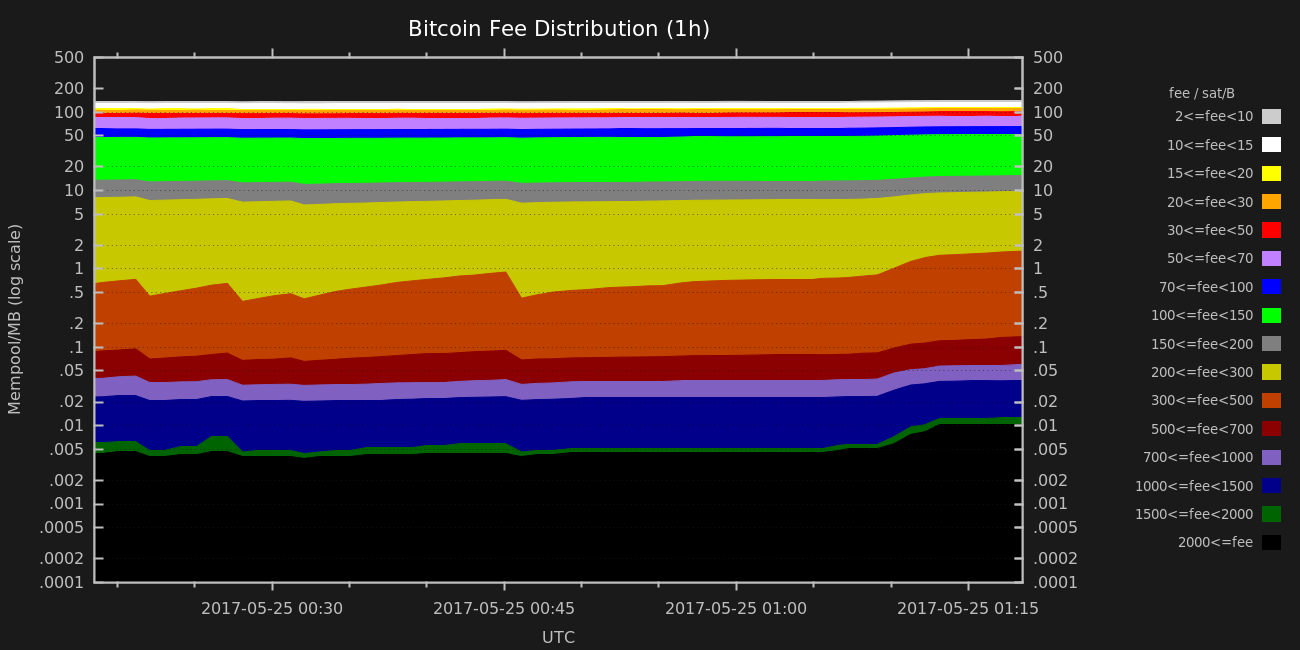 Bitcoin Fee Distribution (1h)
500
200
100
50
20
10
5
2
1
.5
.2
.1
.05
.02
.01
.005
.002
.001
.0005
.0002
.0001
Mempool/MB (log scale)
500
200
100
50
20
10
5
2
1
.5
.2
.1
.05
.02
.01
.005
.002
.001
.0005
.0002
.0001
2017-05-25 00:30
2017-05-25 00:45
2017-05-25 01:00
2017-05-25 01:15
UTC
fee / sat/B
2<=fee<10
10<=fee<15
15<=fee<20
20<=fee<30
30<=fee<50
50<=fee<70
70<=fee<100
100<=fee<150
150<=fee<200
200<=fee<300
300<=fee<500
500<=fee<700
700<=fee<1000
1000<=fee<1500
1500<=fee<2000
2000<=fee